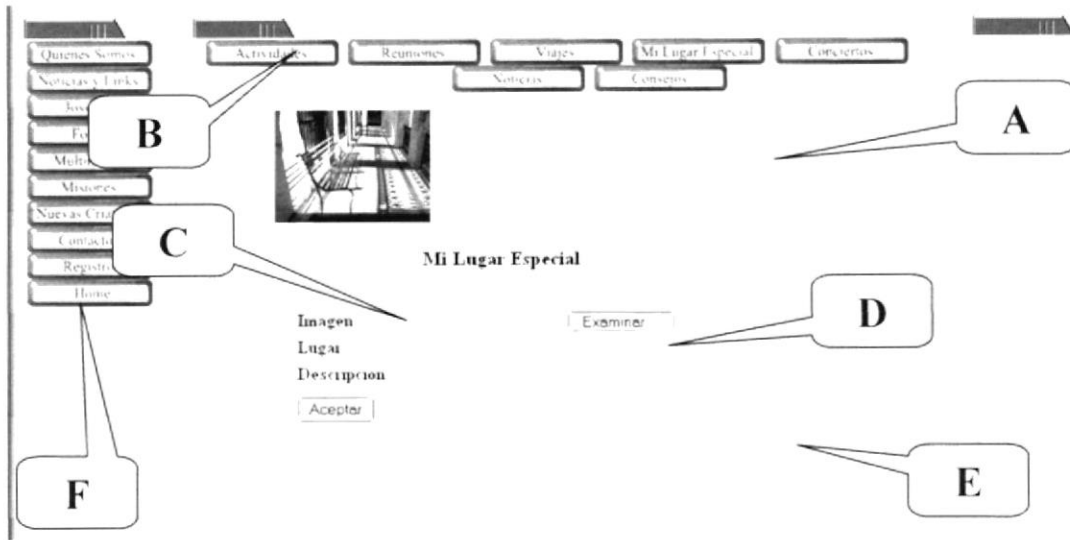 Quienes Somos
Actividades Reuniones Viajes Mi Lugar Especial Conciertos
Noticias y Links
Noticias Consejos
B
A
Misiones
C
Mi Lugar Especial
Home
Imagen Examinar
D
Lugar
Descripcion
Aceptar
F
E